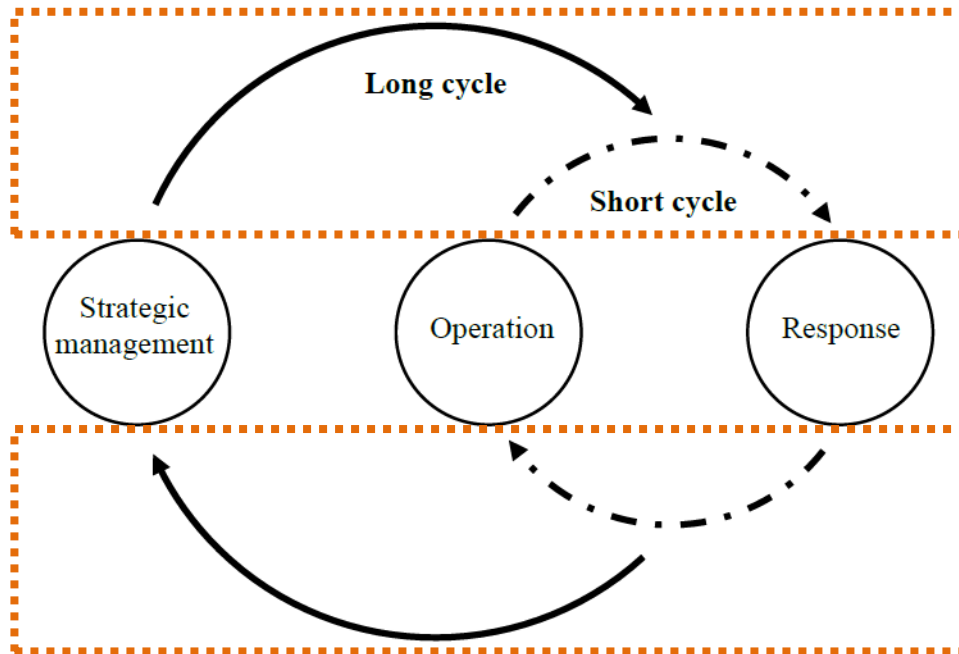 Long cycle
Short cycle
Strategic
management
Operation
Response